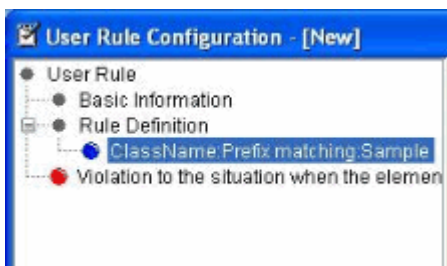 User Rule Configuration - [New]
User Rule
Basic Information
Rule Definition
ClassName:Prefix matching:Sample
Violation to the situation when the elemen